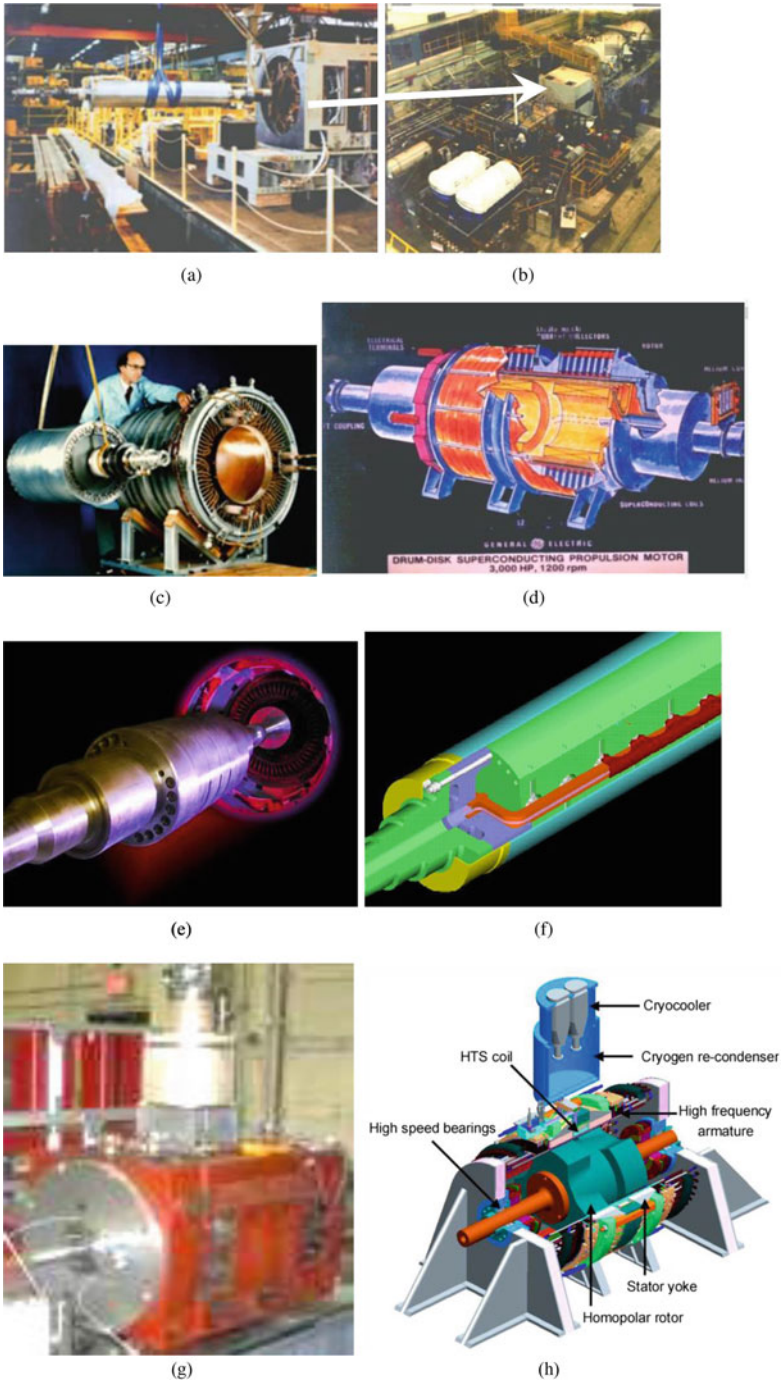 (a)
(b)
ELECTRICAL
TERMINALS
ROTOR
COUPLING
SUPERCONDUCTING COILS
GENERAL ELECTRIC
DRUM-DISK SUPERCONDUCTING PROPULSION MOTOR
3,000 HP, 1200 rpm
(c)
(d)
(e)
(f)
Cryocooler
HTS coil
Cryogen re-condenser
High speed bearings
High frequency
armature
Stator yoke
Homopolar rotor
(g)
(h)